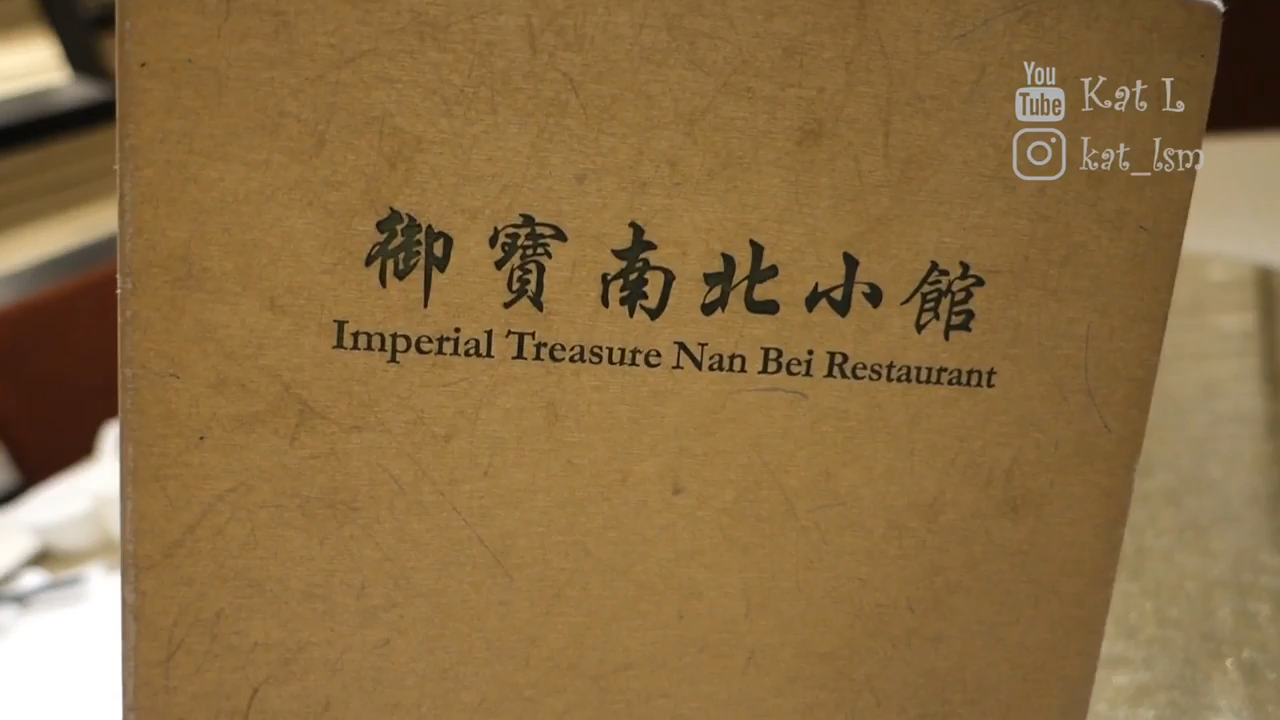 You
Tube
Kat L
kat_lsm
御寶南北小館
Imperial Treasure Nan Bei Restaurant